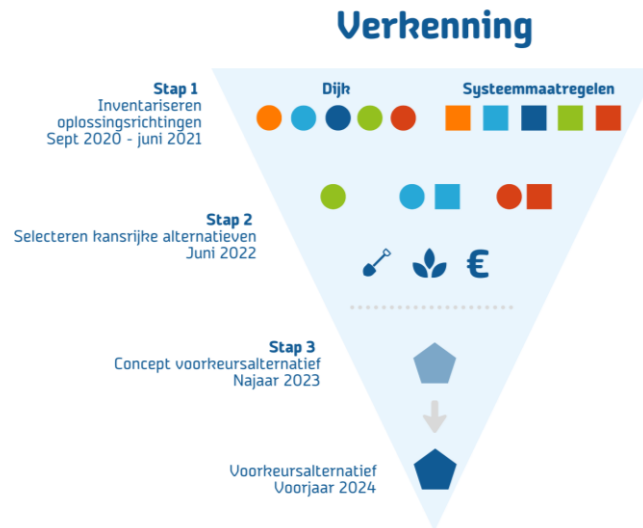 Verkenning
Stap 1
Inventariseren
oplossingsrichtingen
Sept 2020 - juni 2021
Dijk
Systeemmaatregelen
Stap 2
Selecteren kansrijke alternatieven
Juni 2022
€
Stap 3
Concept voorkeursalternatief
Najaar 2023
Voorkeursalternatief
Voorjaar 2024